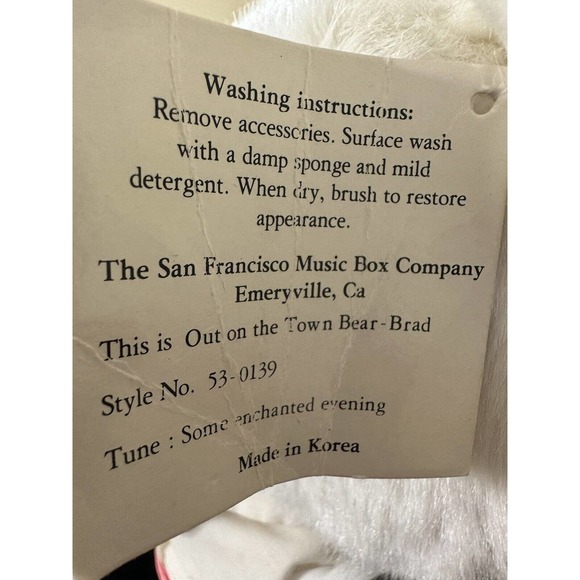 Washing instructions:
Remove accessories. Surface wash
with a damp sponge and mild
detergent. When dry, brush to restore
appearance.
The San Francisco Music Box Company
Emeryville, Ca
This is Out on the Town Bear-Brad
Style No. 53-0139
Tune : Some enchanted evening
Made in Korea